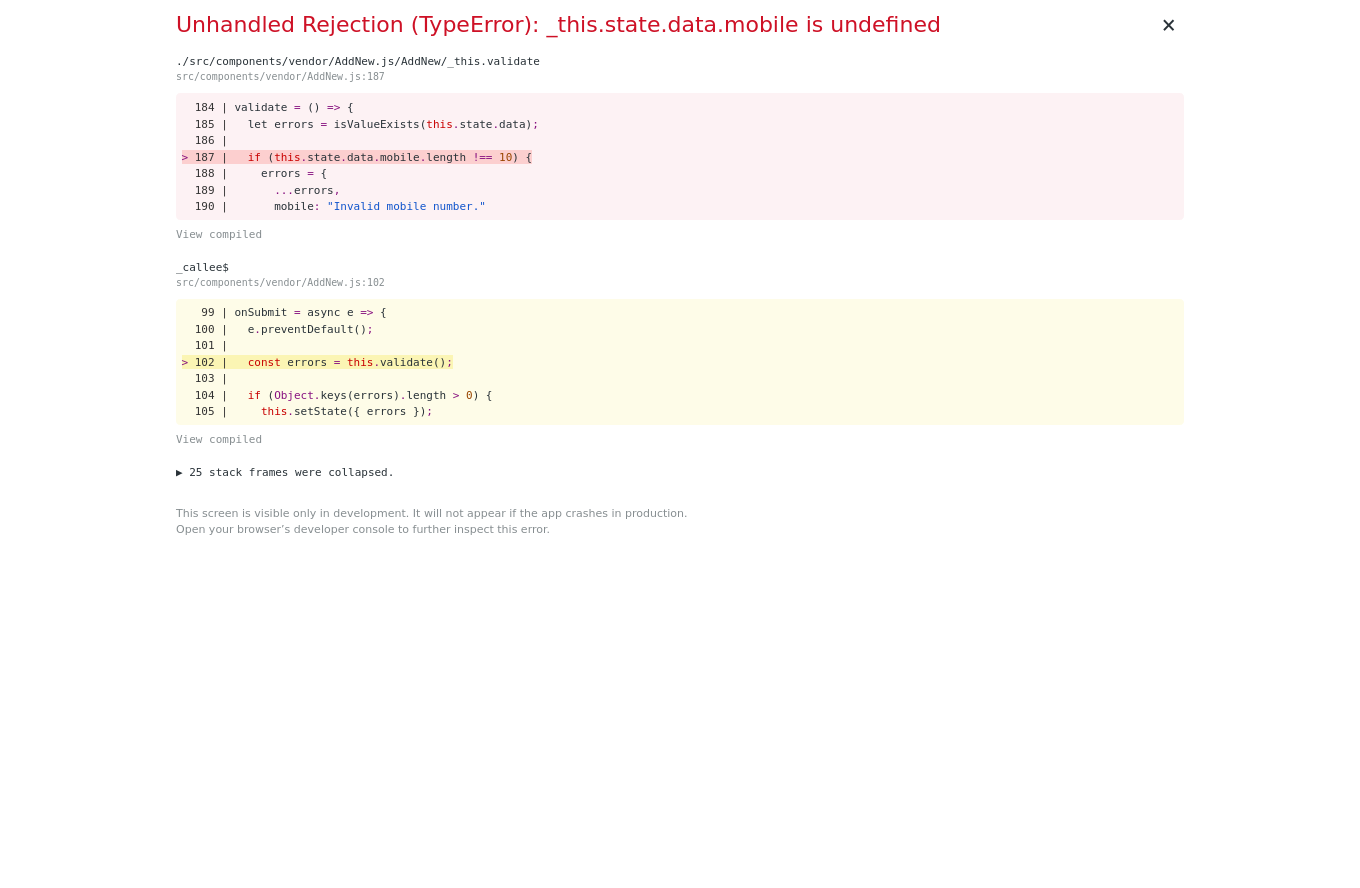 Unhandled Rejection (TypeError): _this.state.data.mobile is undefined
×
./src/components/vendor/AddNew.js/AddNew/_this.validate
src/components/vendor/AddNew.js:187
184 | validate = () => {
185 |   let errors = isValueExists(this.state.data);
186 |
> 187 |   if (this.state.data.mobile.length !== 10) {
188 |     errors = {
189 |       ...errors,
190 |       mobile: "Invalid mobile number."
View compiled
_callee$
src/components/vendor/AddNew.js:102
99 | onSubmit = async e => {
100 |   e.preventDefault();
101 |
> 102 |   const errors = this.validate();
103 |
104 |   if (Object.keys(errors).length > 0) {
105 |     this.setState({ errors });
View compiled
▶ 25 stack frames were collapsed.
This screen is visible only in development. It will not appear if the app crashes in production.
Open your browser’s developer console to further inspect this error.